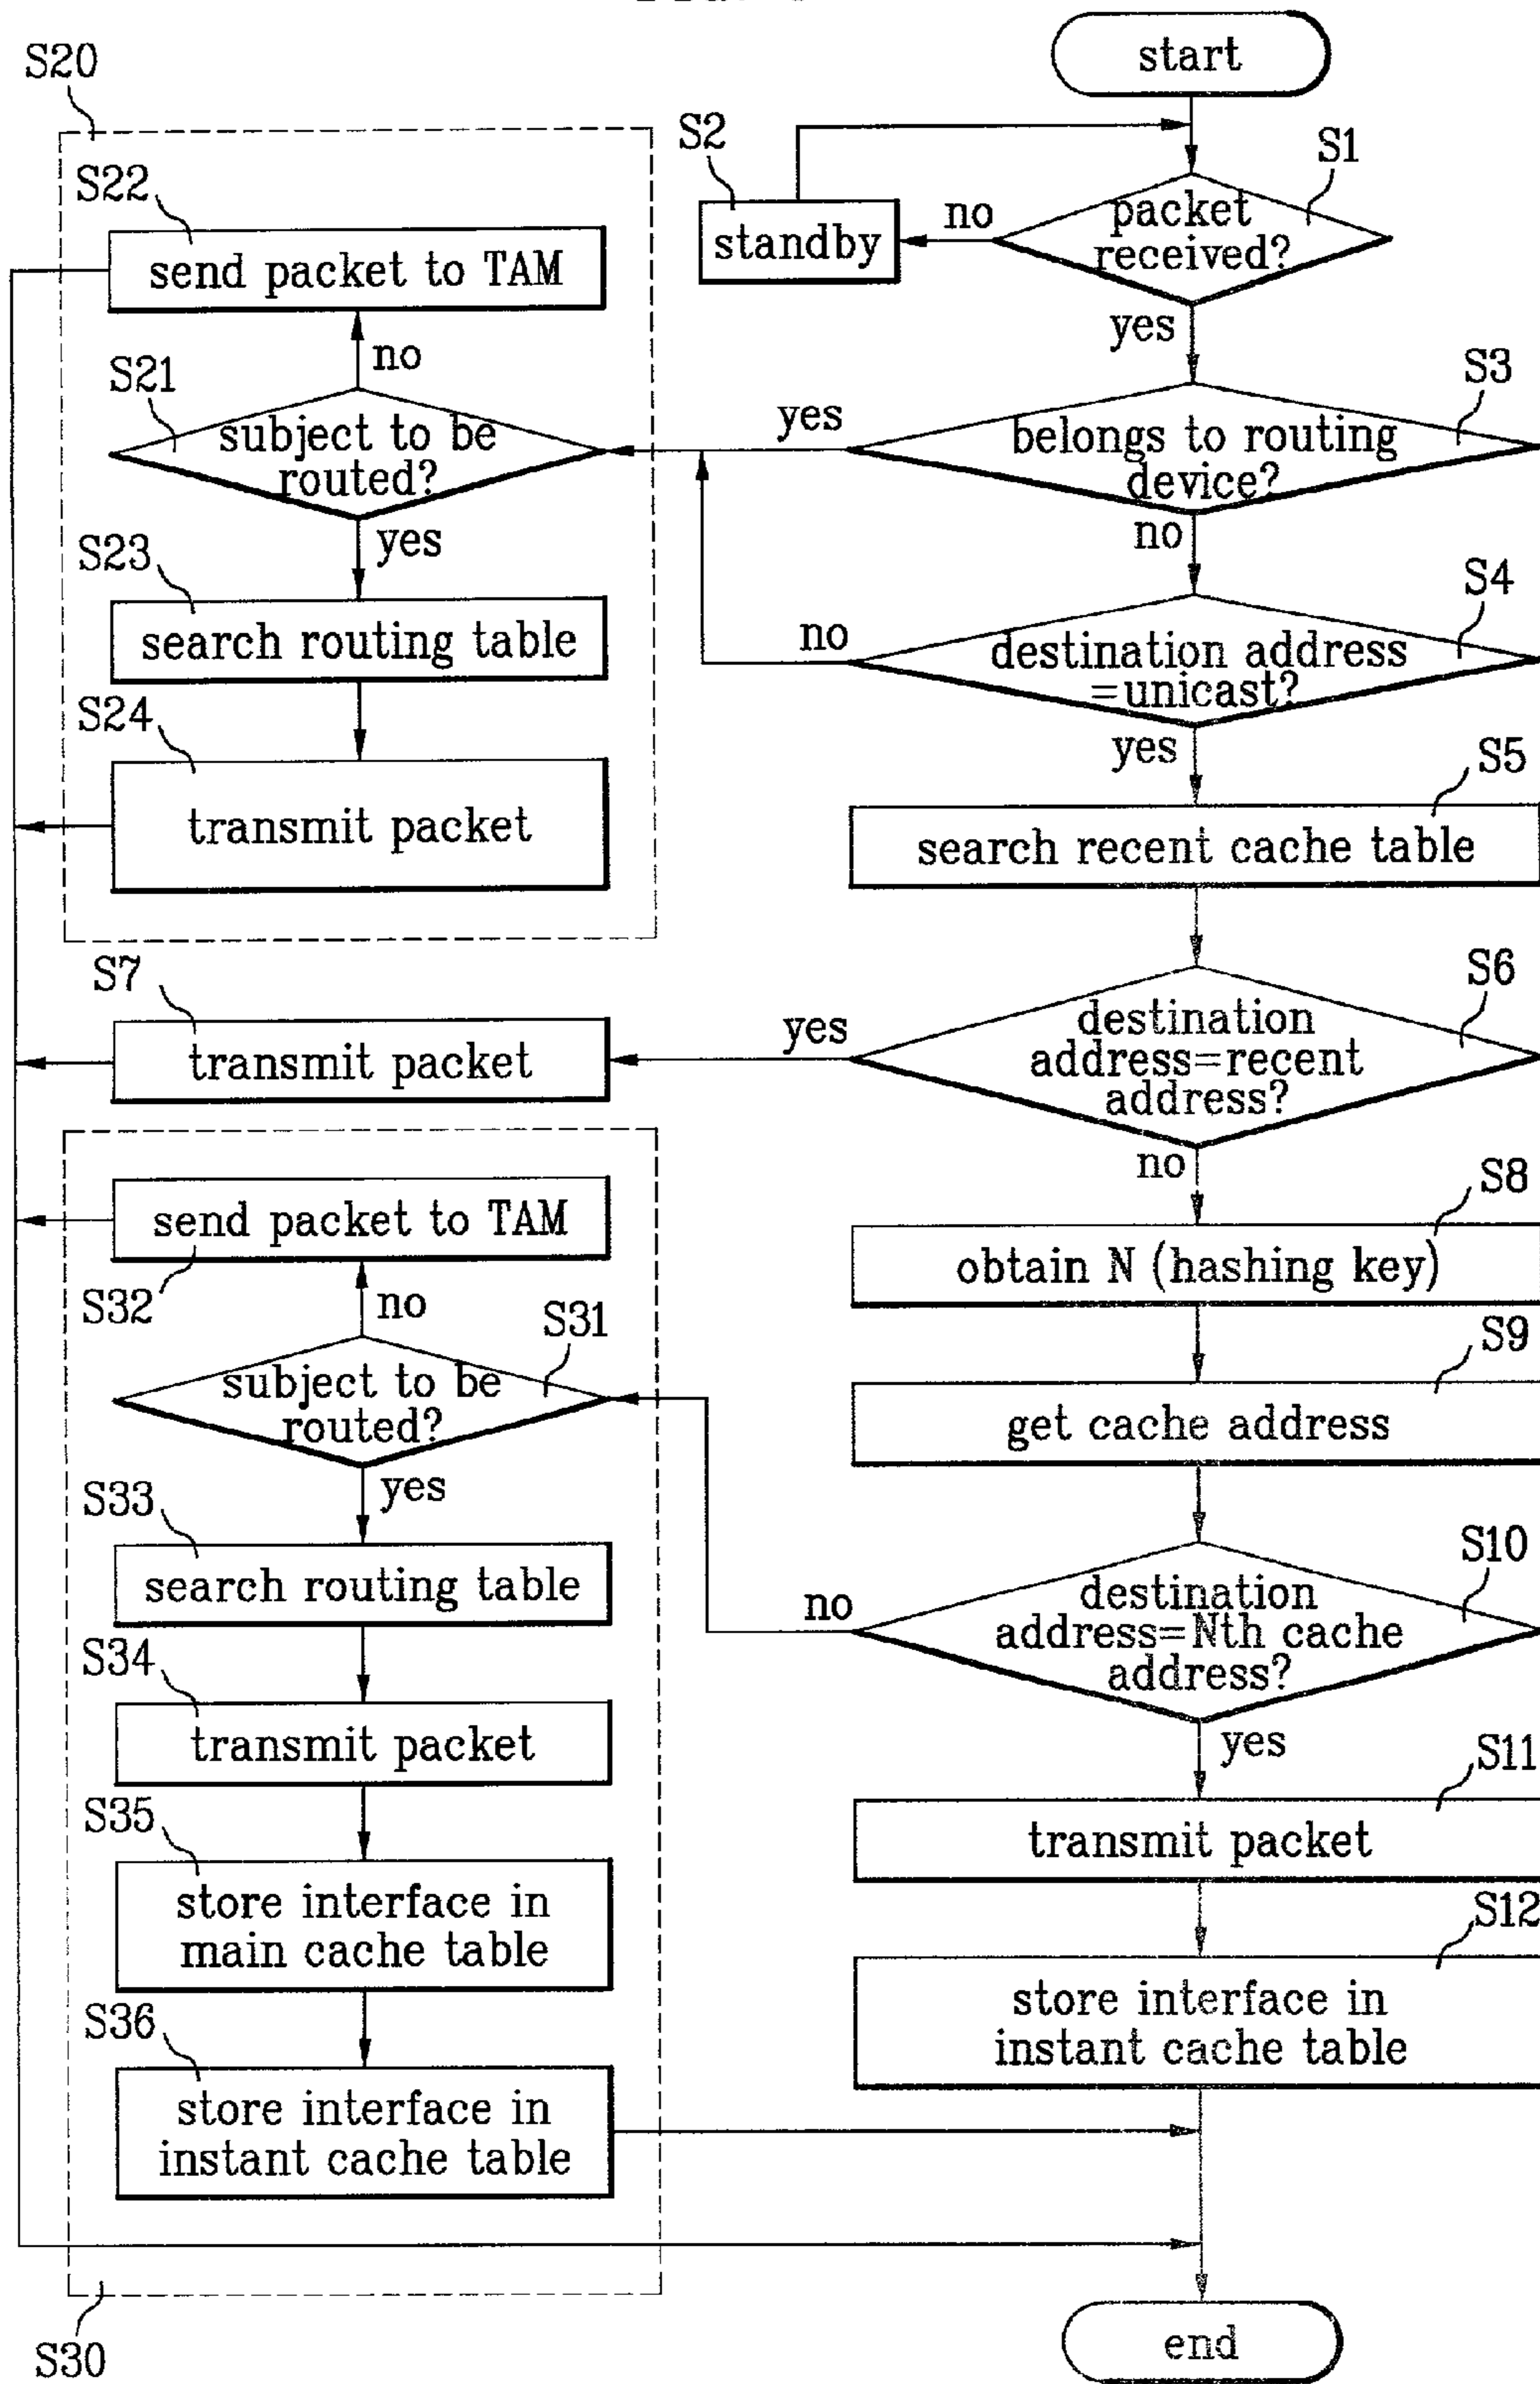 start
S20
S2
S1
S22
packet
received?
no
standby
send packet to TAM
yes
no
S21
S3
subject to be
routed?
yes
belongs to routing
device?
yes
no
S23
S4
search routing table
no
destination address
=unicast?
S24
yes
S5
transmit packet
search recent cache table
S7
S6
transmit packet
yes
destination
address=recent
address?
no
send packet to TAM
S8
S32
no
obtain N (hashing key)
S31
S9
subject to be
routed?
get cache address
yes
S33
S10
search routing table
no
destination
address=Nth cache
address?
S34
yes
S11
transmit packet
transmit packet
S35
S12
store interface in
main cache table
store interface in
instant cache table
S36
store interface in
instant cache table
S30
end